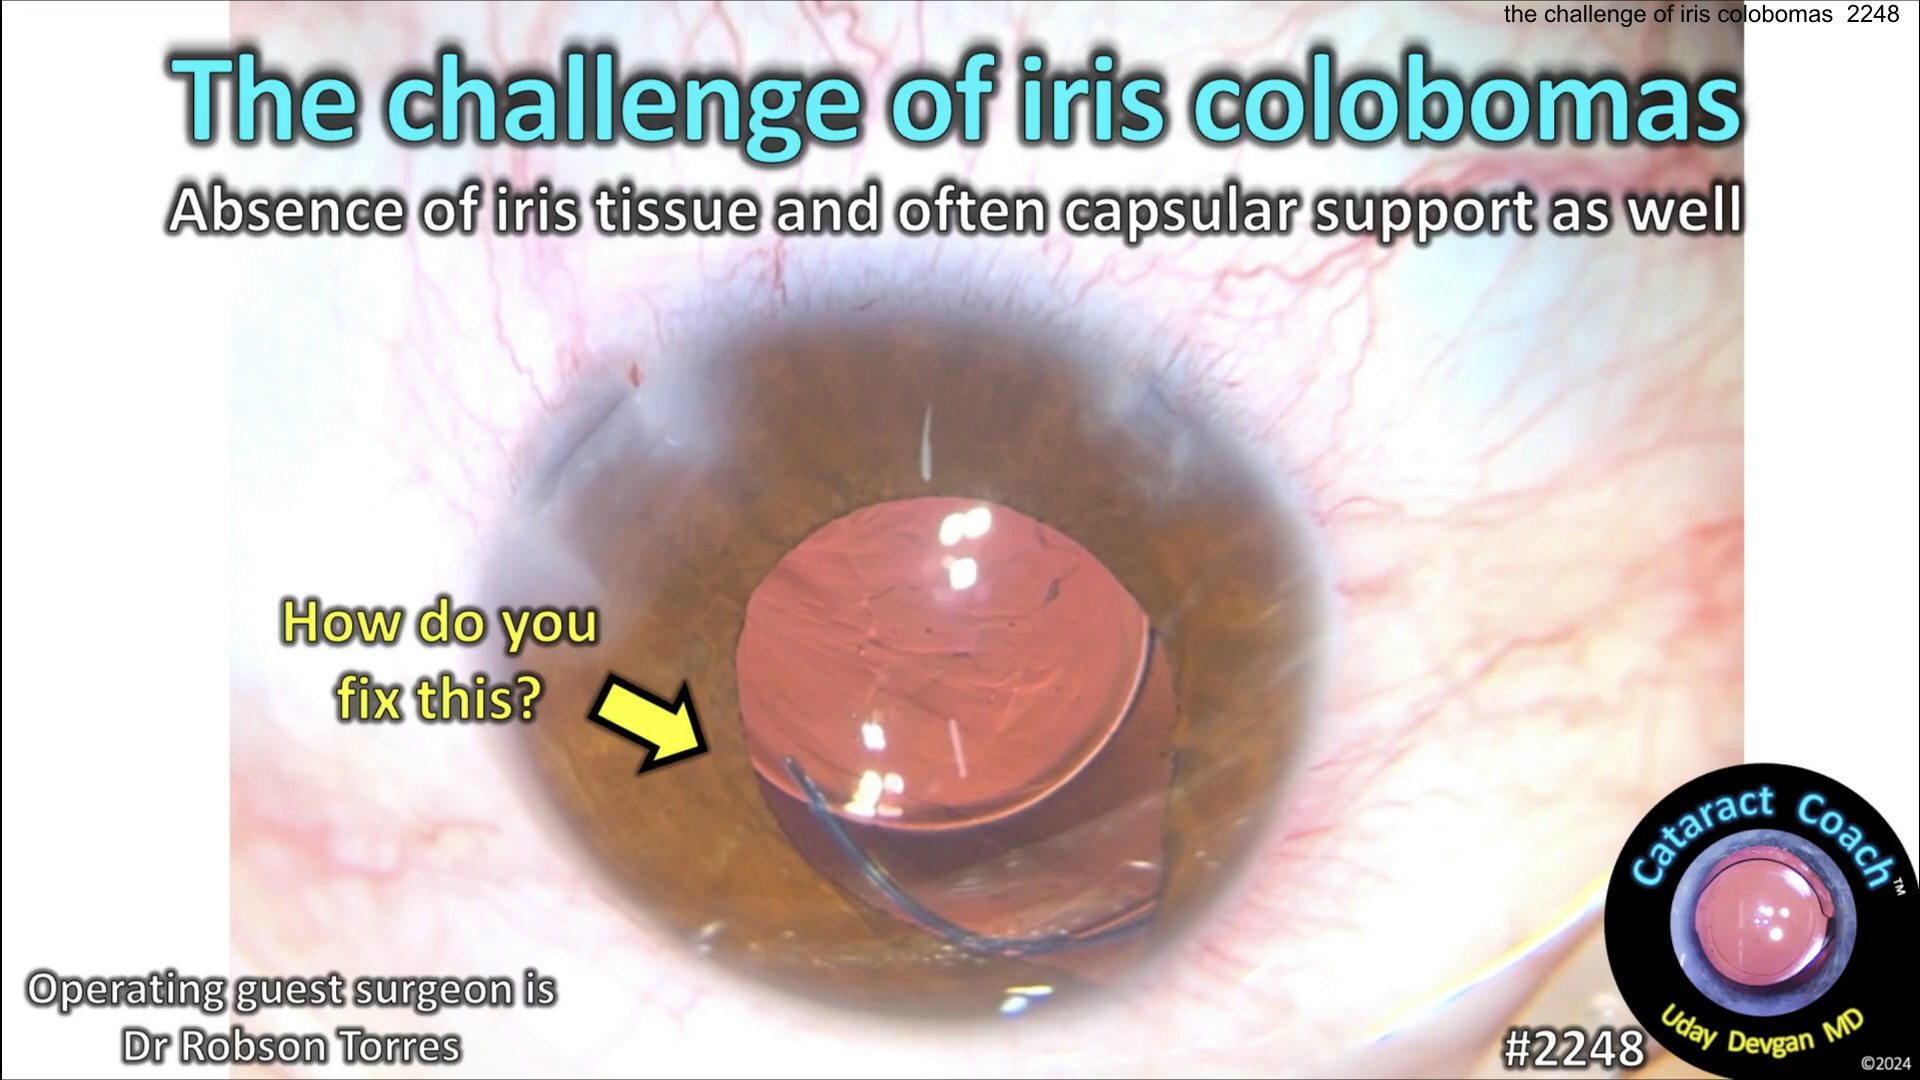 the challenge of iris colobomas 2248
The challenge of iris colobomas
Absence of iris tissue and often capsular support as well
How do you
fix this?
Operating guest surgeon is
Dr Robson Torres
#2248
Cataract Coach™
Uday Devgan MD
©2024